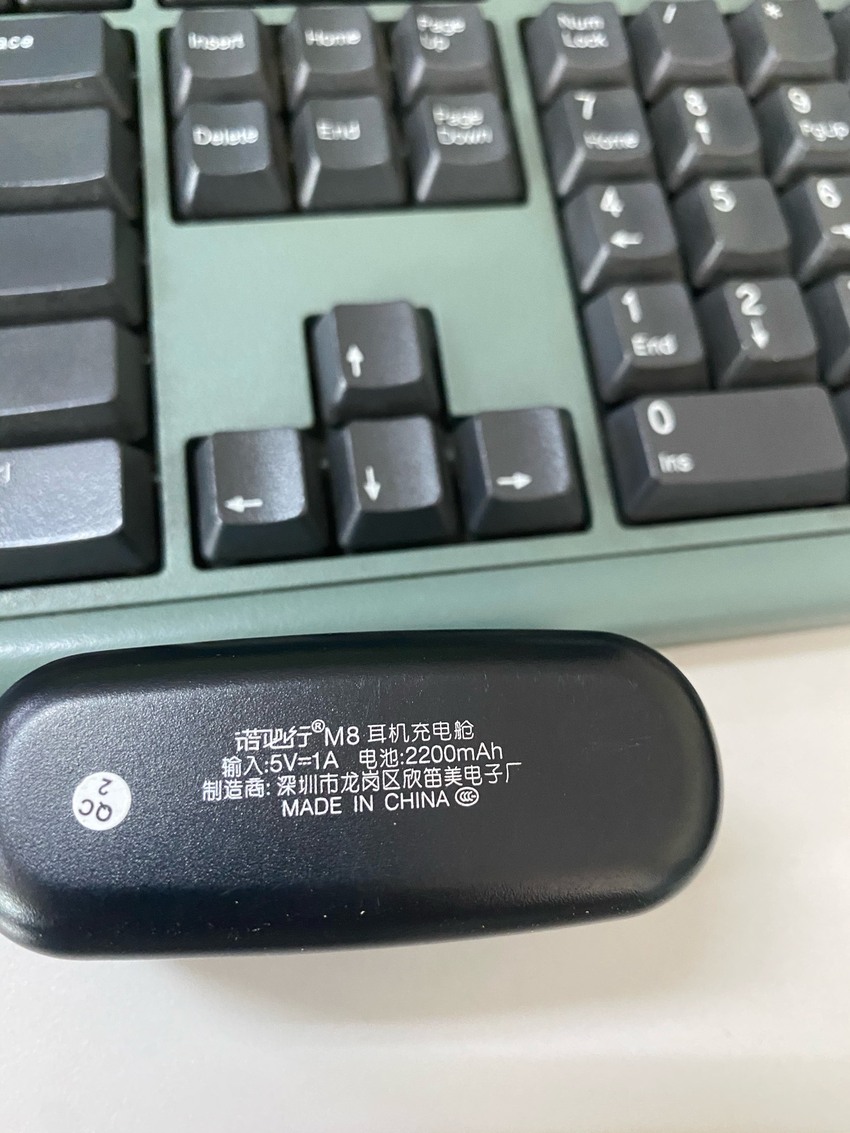 Insert Home Page Up Num Lock / *
Delete End Page Down 7 Home 8 ↑ 9 PgUp
4 ← 5 6
↑ 1 End 2 ↓
← ↓ → 0 Ins
诺必行®M8 耳机充电舱
输入:5V=1A 电池:2200mAh
制造商: 深圳市龙岗区欣笛美电子厂
MADE IN CHINA CCC
QC
2